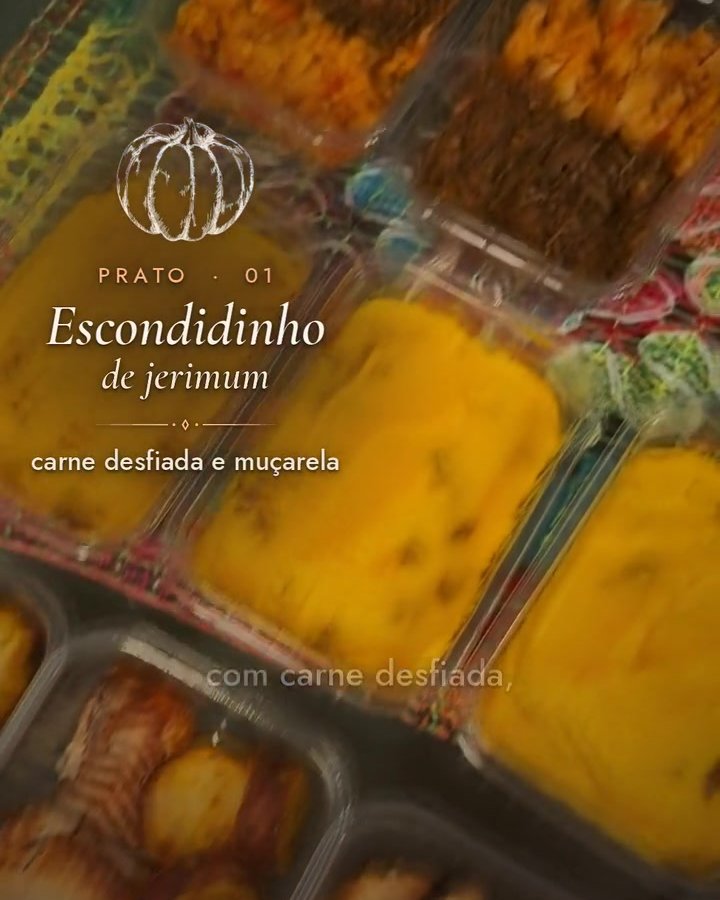 PRATO · 01
Escondidinho
de jerimum
carne desfiada e muçarela
com carne desfiada,